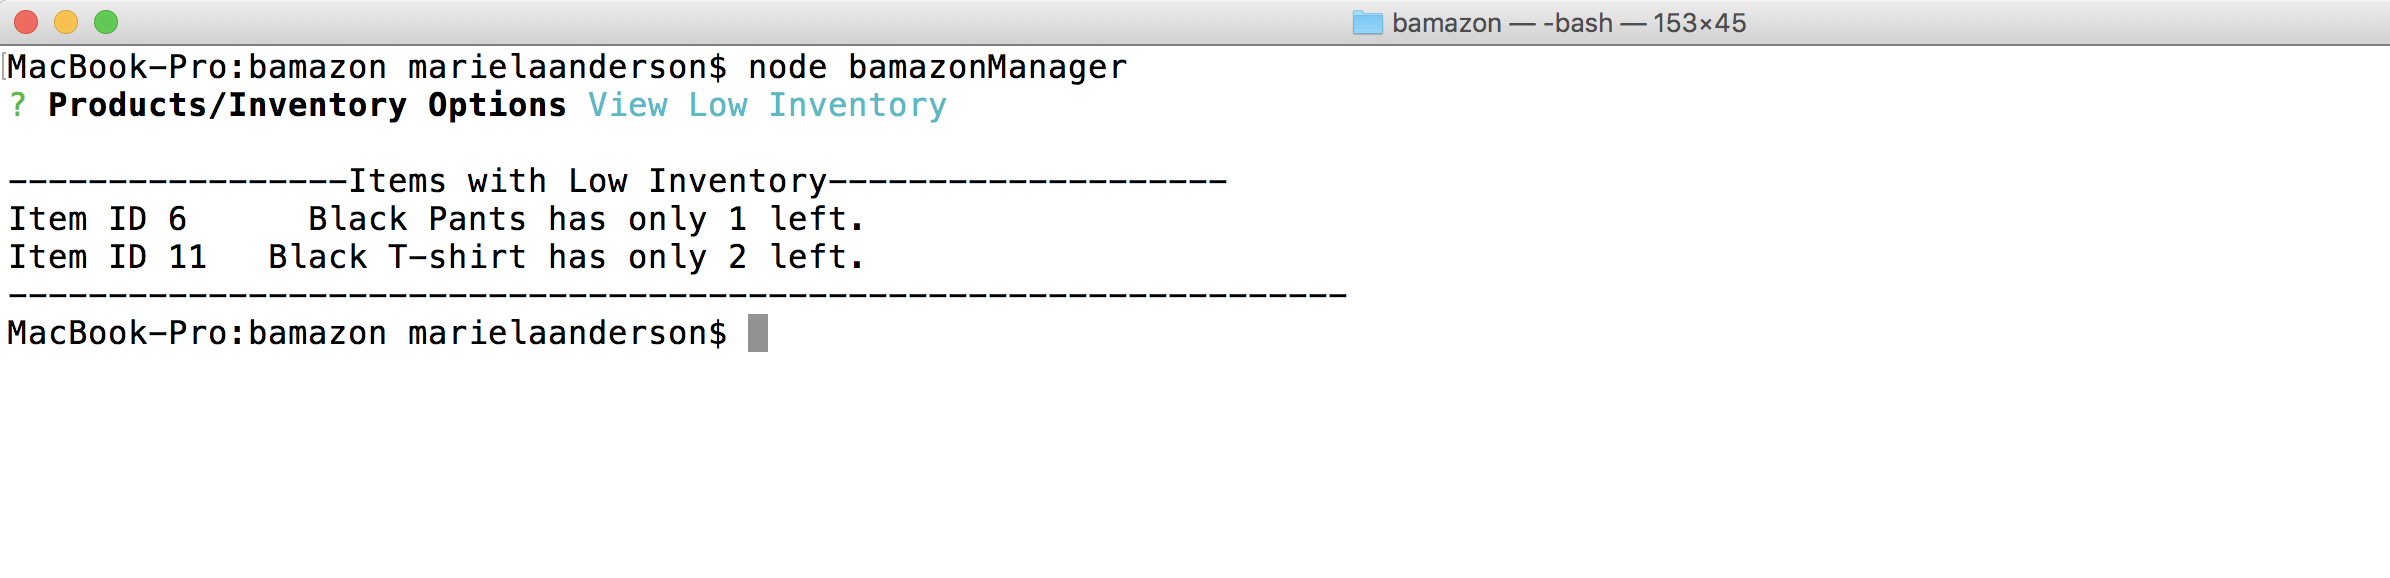 bamazon — -bash — 153×45
MacBook-Pro:bamazon marielaanderson$ node bamazonManager
? Products/Inventory Options View Low Inventory
-----------------Items with Low Inventory--------------------
Item ID 6      Black Pants has only 1 left.
Item ID 11   Black T-shirt has only 2 left.
-------------------------------------------------------------------
MacBook-Pro:bamazon marielaanderson$